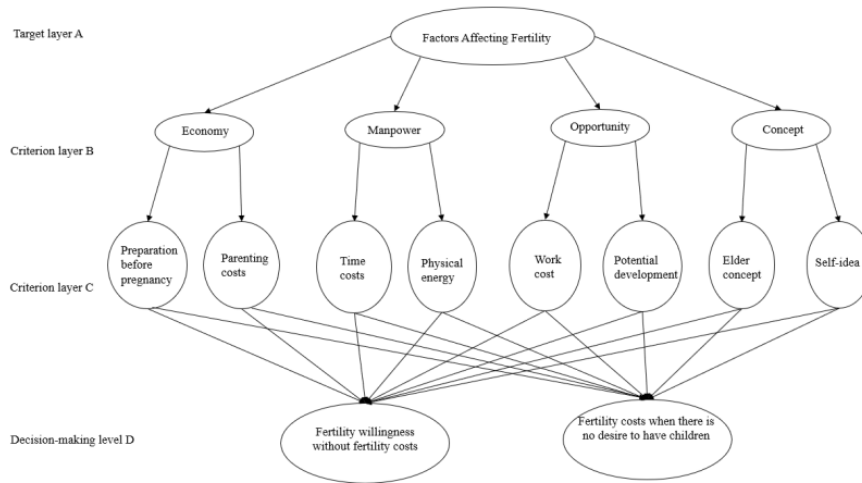 Target layer A
Factors Affecting Fertility
Economy
Manpower
Opportunity
Concept
Criterion layer B
Preparation
before
pregnancy
Parenting
costs
Time
costs
Physical
energy
Work
cost
Potential
development
Elder
concept
Self-idea
Criterion layer C
Decision-making level D
Fertility willingness
without fertility costs
Fertility costs when there is
no desire to have children